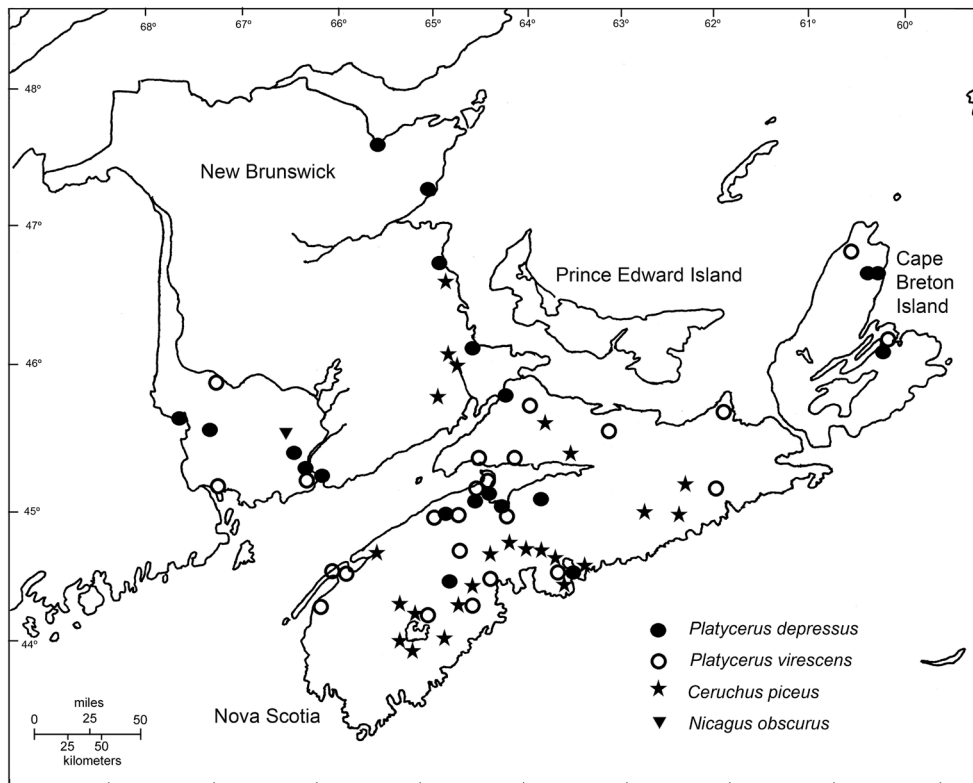 68° 67° 66° 65° 64° 63° 62° 61° 60°
48°
New Brunswick
47°
Prince Edward Island
Cape
Breton
Island
46°
45°
44°
Platycerus depressus
Platycerus virescens
Ceruchus piceus
Nicagus obscurus
Nova Scotia
miles
0 25 50
25 50
kilometers